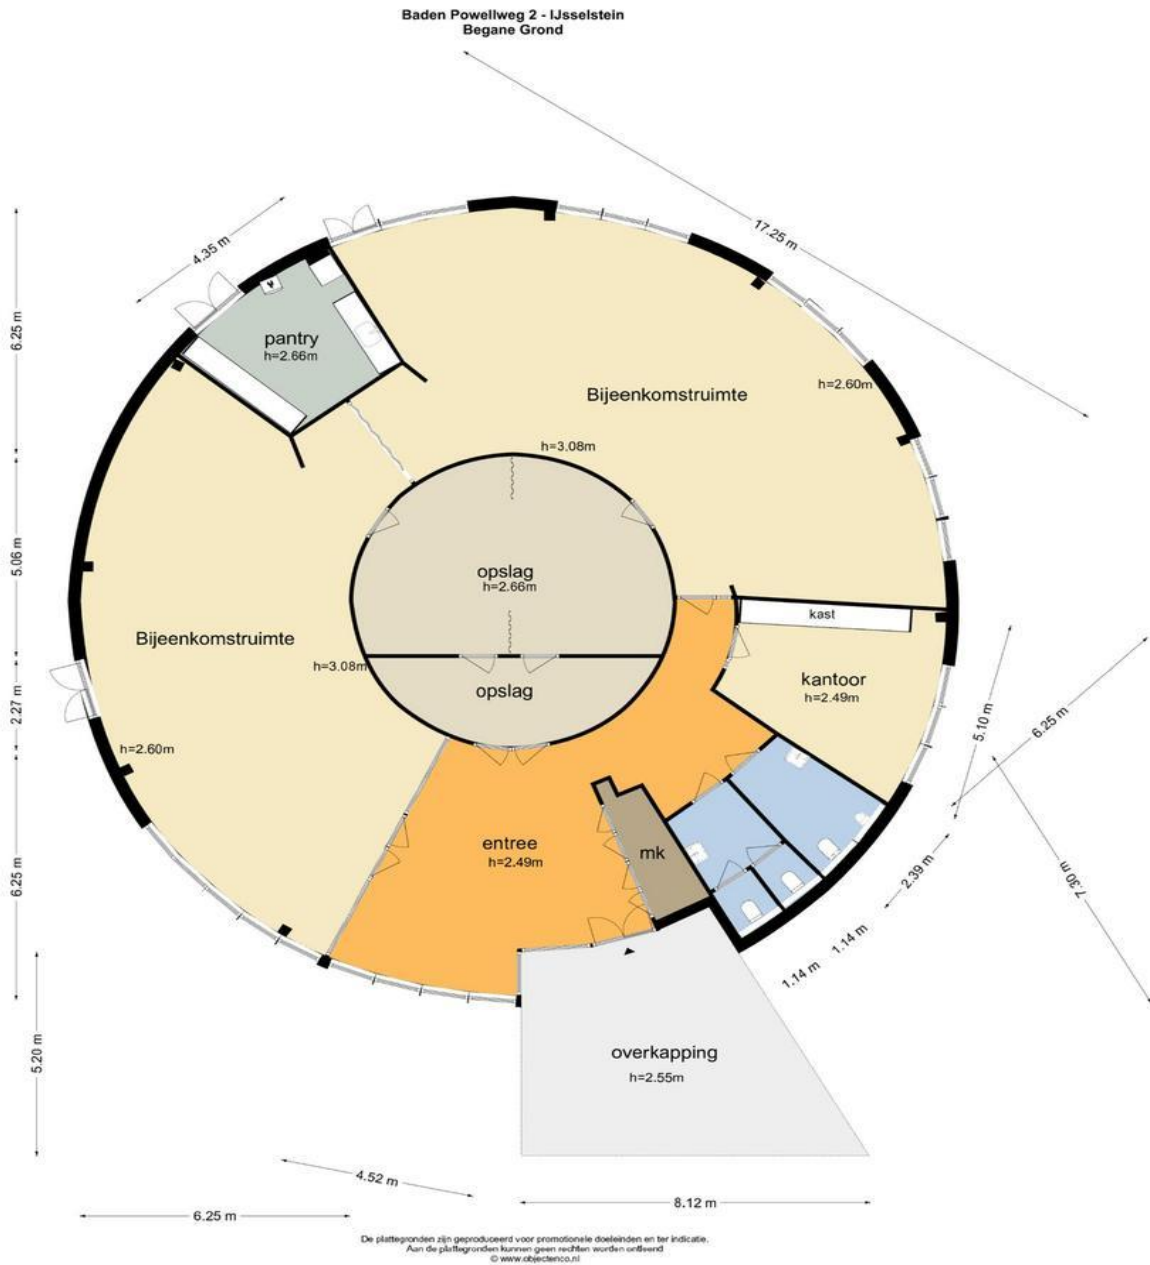 Baden Powellweg 2 - IJsselstein
Begane Grond
17.25 m
4.35 m
6.25 m
pantry
h=2.66m
h=2.60m
Bijeenkomstruimte
h=3.08m
5.06 m
opslag
h=2.66m
kast
Bijeenkomstruimte
h=3.08m
kantoor
h=2.49m
opslag
2.27 m
5.10 m
6.25 m
h=2.60m
entree
h=2.49m
mk
6.25 m
2.39 m
7.30 m
1.14 m
1.14 m
5.20 m
overkapping
h=2.55m
4.52 m
6.25 m
8.12 m
De plattegronden zijn geproduceerd voor promotionele doeleinden en ter indicatie.
Aan de plattegronden kunnen geen rechten worden ontleend
© www.objectenco.nl